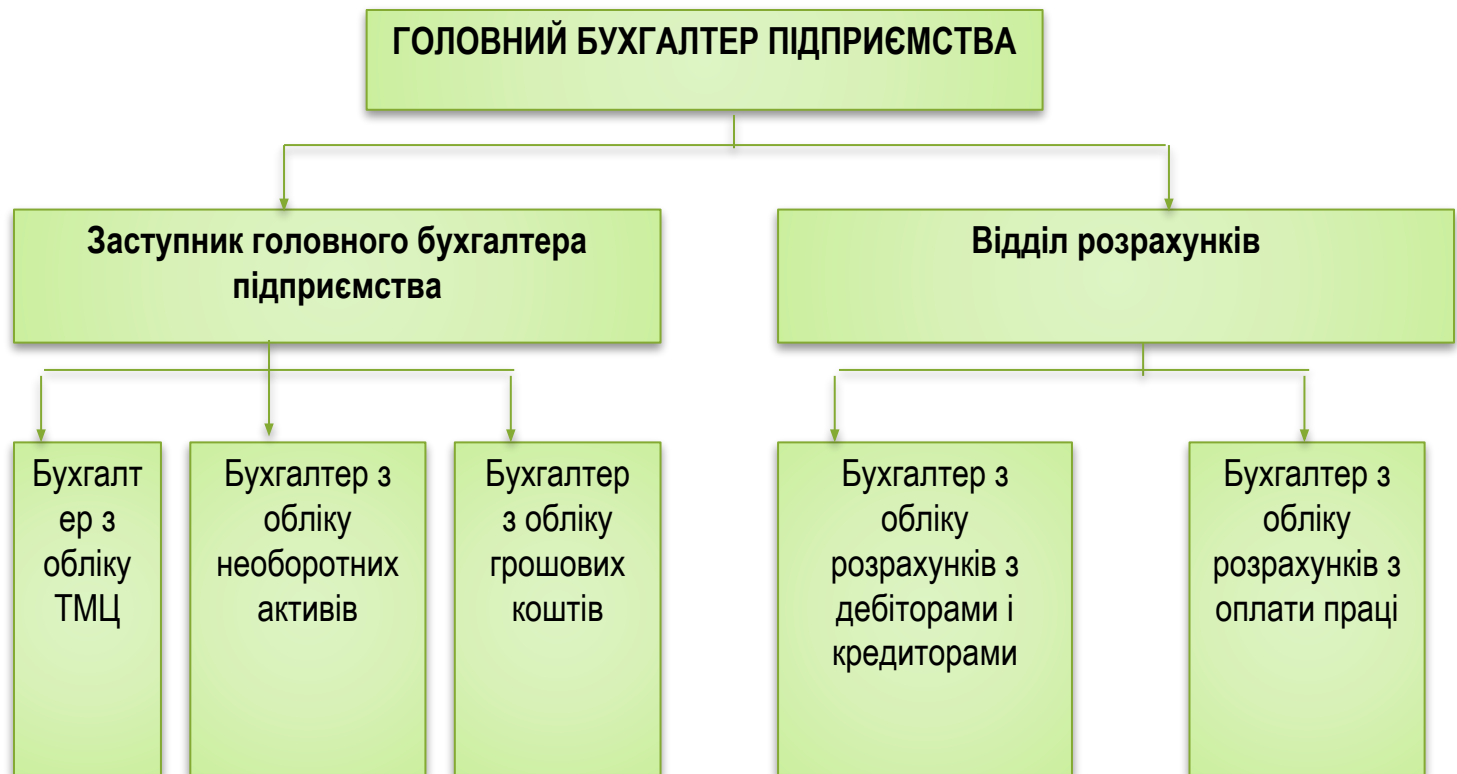 ГОЛОВНИЙ БУХГАЛТЕР ПІДПРИЄМСТВА
Заступник головного бухгалтера
підприємства
Відділ розрахунків
Бухгалт
ер з
обліку
ТМЦ
Бухгалтер з
обліку
необоротних
активів
Бухгалтер
з обліку
грошових
коштів
Бухгалтер з
обліку
розрахунків з
дебіторами і
кредиторами
Бухгалтер з
обліку
розрахунків з
оплати праці